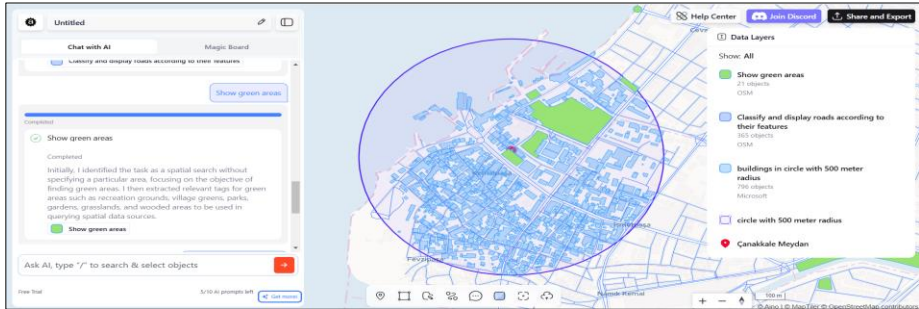 Untitled
Chat with AI
Magic Board
Classify and display roads according to their features
Show green areas
Completed
Show green areas
Completed
Initially, I identified the task as a spatial search without
specifying a particular area, focusing on the objective of
finding green areas. I then extracted relevant tags for green
areas such as recreation grounds, village greens, parks,
gardens, grasslands, and wooded areas to be used in
querying spatial data sources.
Show green areas
Ask AI, type "/" to search & select objects
Free Trial
5/10 AI prompts left
Get more
Help Center
Join Discord
Share and Export
Data Layers
Show: All
Show green areas
21 objects
OSM
Classify and display roads according to
their features
365 objects
OSM
buildings in circle with 500 meter
radius
796 objects
Microsoft
circle with 500 meter radius
Çanakkale Meydan
Fevzipaşa
Namık Kemal
100 m
© Aino | © MapTiler © OpenStreetMap contributors